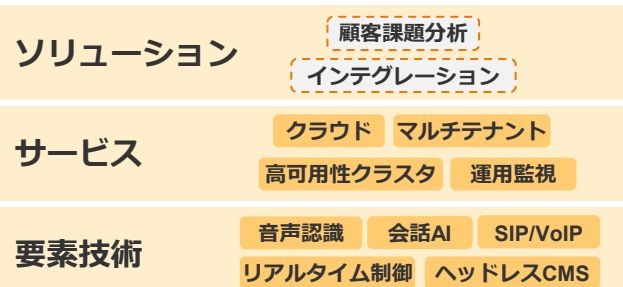 ソリューション
顧客課題分析
インテグレーション
サービス
クラウド
マルチテナント
高可用性クラスタ
運用監視
要素技術
音声認識
会話AI
SIP/VoIP
リアルタイム制御
ヘッドレスCMS